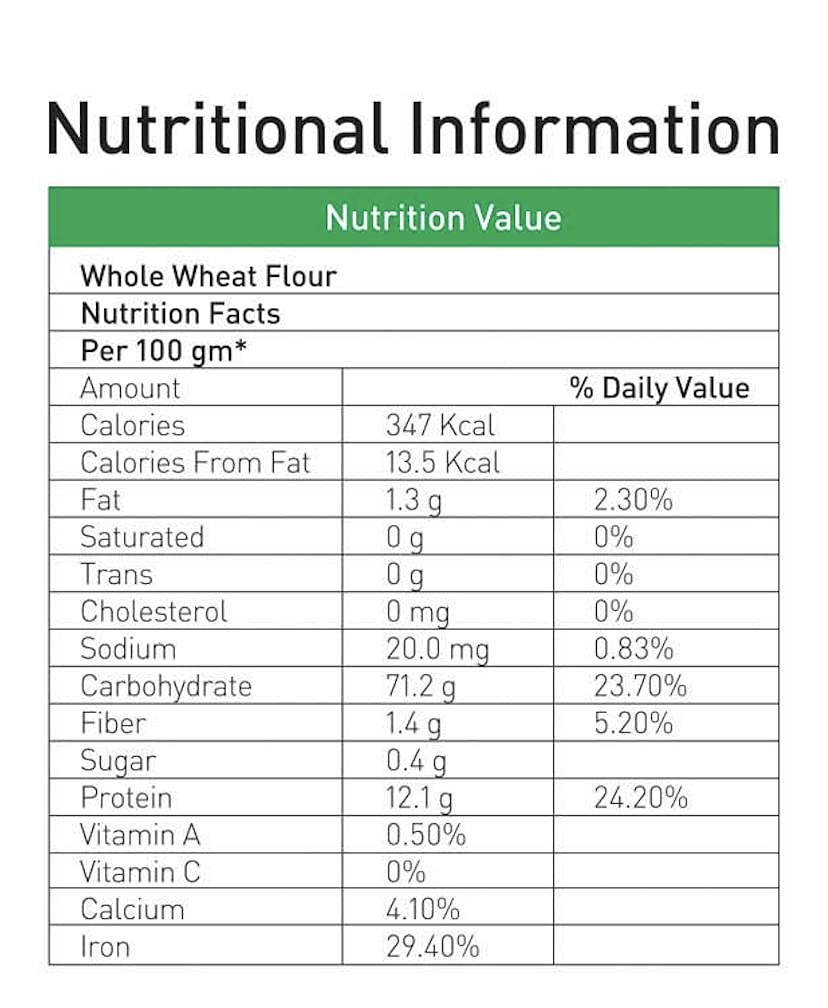 Nutritional Information
Nutrition Value
Whole Wheat Flour
Nutrition Facts
Per 100 gm*
Amount % Daily Value
Calories 347 Kcal
Calories From Fat 13.5 Kcal
Fat 1.3 g 2.30%
Saturated 0 g 0%
Trans 0 g 0%
Cholesterol 0 mg 0%
Sodium 20.0 mg 0.83%
Carbohydrate 71.2 g 23.70%
Fiber 1.4 g 5.20%
Sugar 0.4 g
Protein 12.1 g 24.20%
Vitamin A 0.50%
Vitamin C 0%
Calcium 4.10%
Iron 29.40%